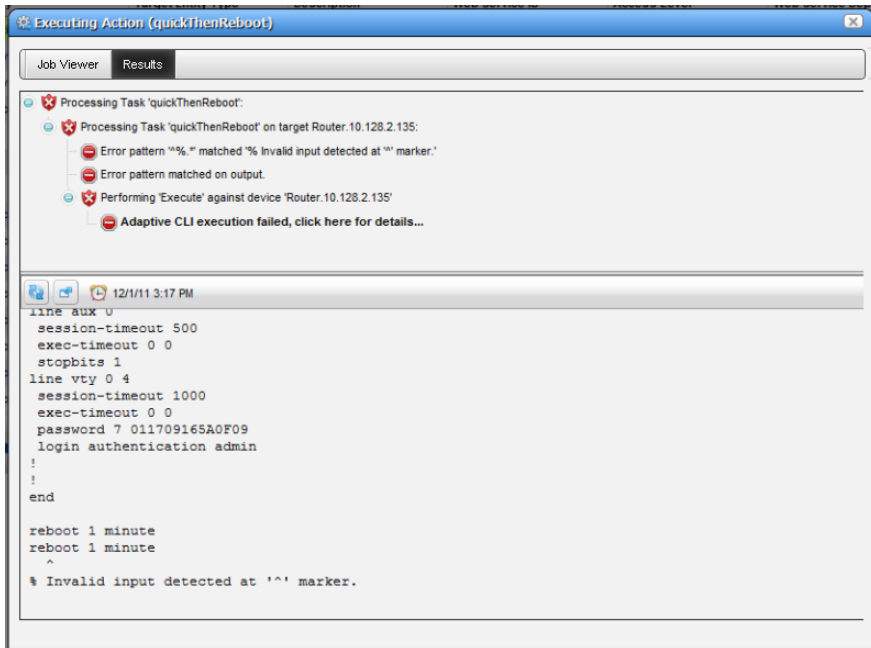 Executing Action (quickThenReboot)
Job Viewer Results
Processing Task 'quickThenReboot':
Processing Task 'quickThenReboot' on target Router.10.128.2.135:
Error pattern '^%.*' matched '% Invalid input detected at '^' marker.'
Error pattern matched on output.
Performing 'Execute' against device 'Router.10.128.2.135'
Adaptive CLI execution failed, click here for details...
12/1/11 3:17 PM
line aux 0
session-timeout 500
exec-timeout 0 0
stopbits 1
line vty 0 4
session-timeout 1000
exec-timeout 0 0
password 7 011709165A0F09
login authentication admin
!
!
end
reboot 1 minute
reboot 1 minute
^
% Invalid input detected at '^' marker.